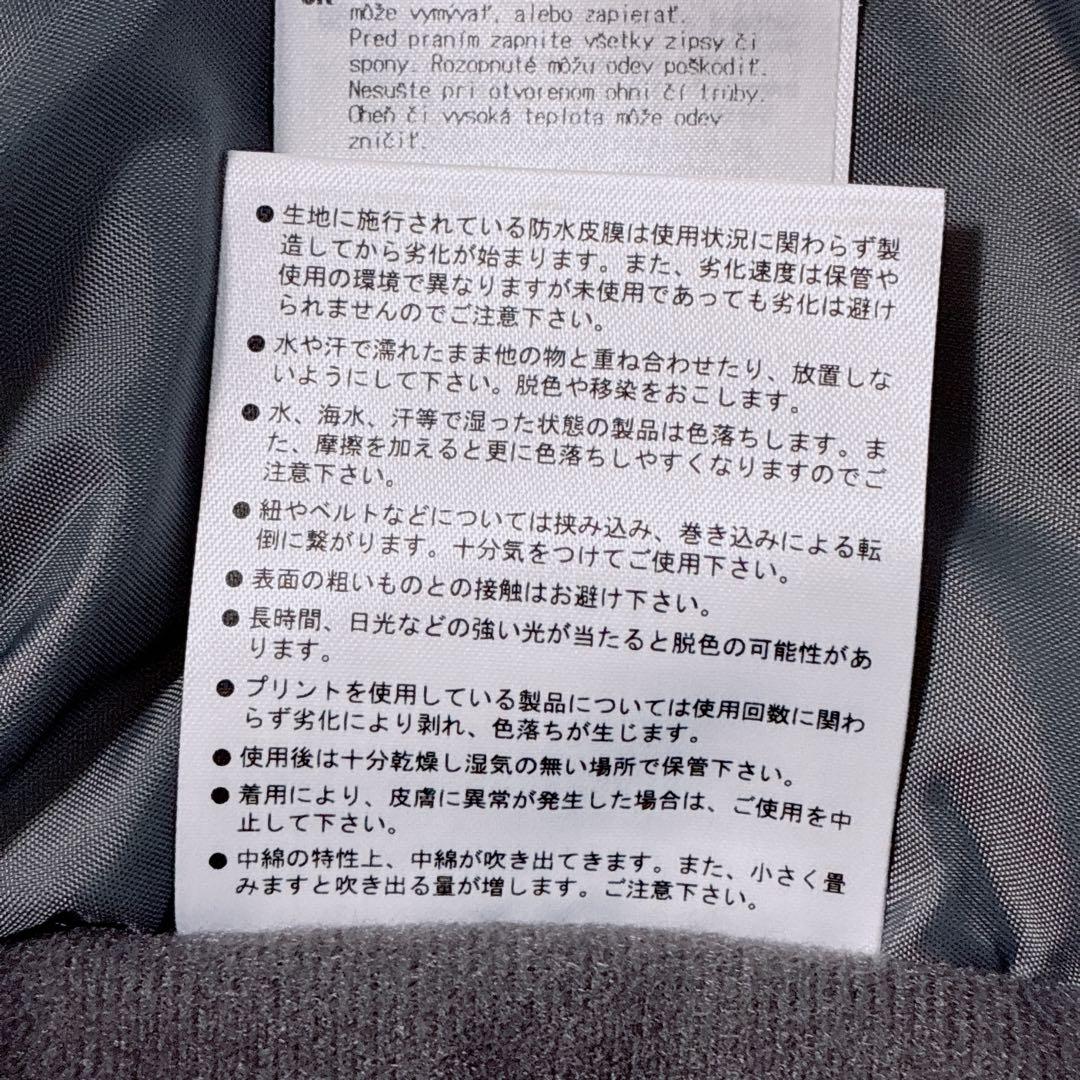 SK
môže vymývať, alebo zapierať.
Pred praním zapnite všetky zipsy či
spony. Rozopnuté môžu odev poškodiť.
Nesušte pri otvorenom ohni čí trúby.
Oheň či vysoká teplota môže odev
zničiť.
●生地に施行されている防水皮膜は使用状況に関わらず製
造してから劣化が始まります。また、劣化速度は保管や
使用の環境で異なりますが未使用であっても劣化は避け
られませんのでご注意下さい。
●水や汗で濡れたまま他の物と重ね合わせたり、放置しな
いようにして下さい。脱色や移染をおこします。
●水、海水、汗等で湿った状態の製品は色落ちします。ま
た、摩擦を加えると更に色落ちしやすくなりますのでご
注意下さい。
●紐やベルトなどについては挟み込み、巻き込みによる転
倒に繋がります。十分気をつけてご使用下さい。
●表面の粗いものとの接触はお避け下さい。
●長時間、日光などの強い光が当たると脱色の可能性があ
ります。
●プリントを使用している製品については使用回数に関わ
らず劣化により剥れ、色落ちが生じます。
●使用後は十分乾燥し湿気の無い場所で保管下さい。
●着用により、皮膚に異常が発生した場合は、ご使用を中
止して下さい。
●中綿の特性上、中綿が吹き出てきます。また、小さく畳
みますと吹き出る量が増します。ご注意下さい。